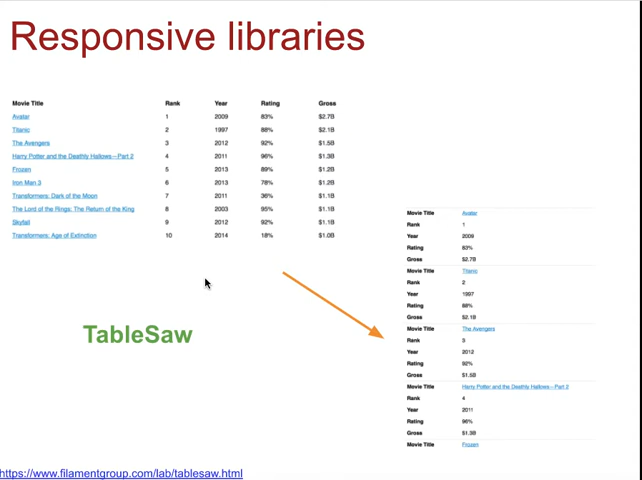 Responsive libraries
Movie Title Rank Year Rating Gross
Avatar 1 2009 83% $2.7B
Titanic 2 1997 88% $2.1B
The Avengers 3 2012 92% $1.5B
Harry Potter and the Deathly Hallows—Part 2 4 2011 96% $1.3B
Frozen 5 2013 89% $1.2B
Iron Man 3 6 2013 78% $1.2B
Transformers: Dark of the Moon 7 2011 36% $1.1B
The Lord of the Rings: The Return of the King 8 2003 95% $1.1B
Skyfall 9 2012 92% $1.1B
Transformers: Age of Extinction 10 2014 18% $1.0B
TableSaw
Movie Title Avatar
Rank 1
Year 2009
Rating 83%
Gross $2.7B
Movie Title Titanic
Rank 2
Year 1997
Rating 88%
Gross $2.1B
Movie Title The Avengers
Rank 3
Year 2012
Rating 92%
Gross $1.5B
Movie Title Harry Potter and the Deathly Hallows—Part 2
Rank 4
Year 2011
Rating 96%
Gross $1.3B
Movie Title Frozen
https://www.filamentgroup.com/lab/tablesaw.html